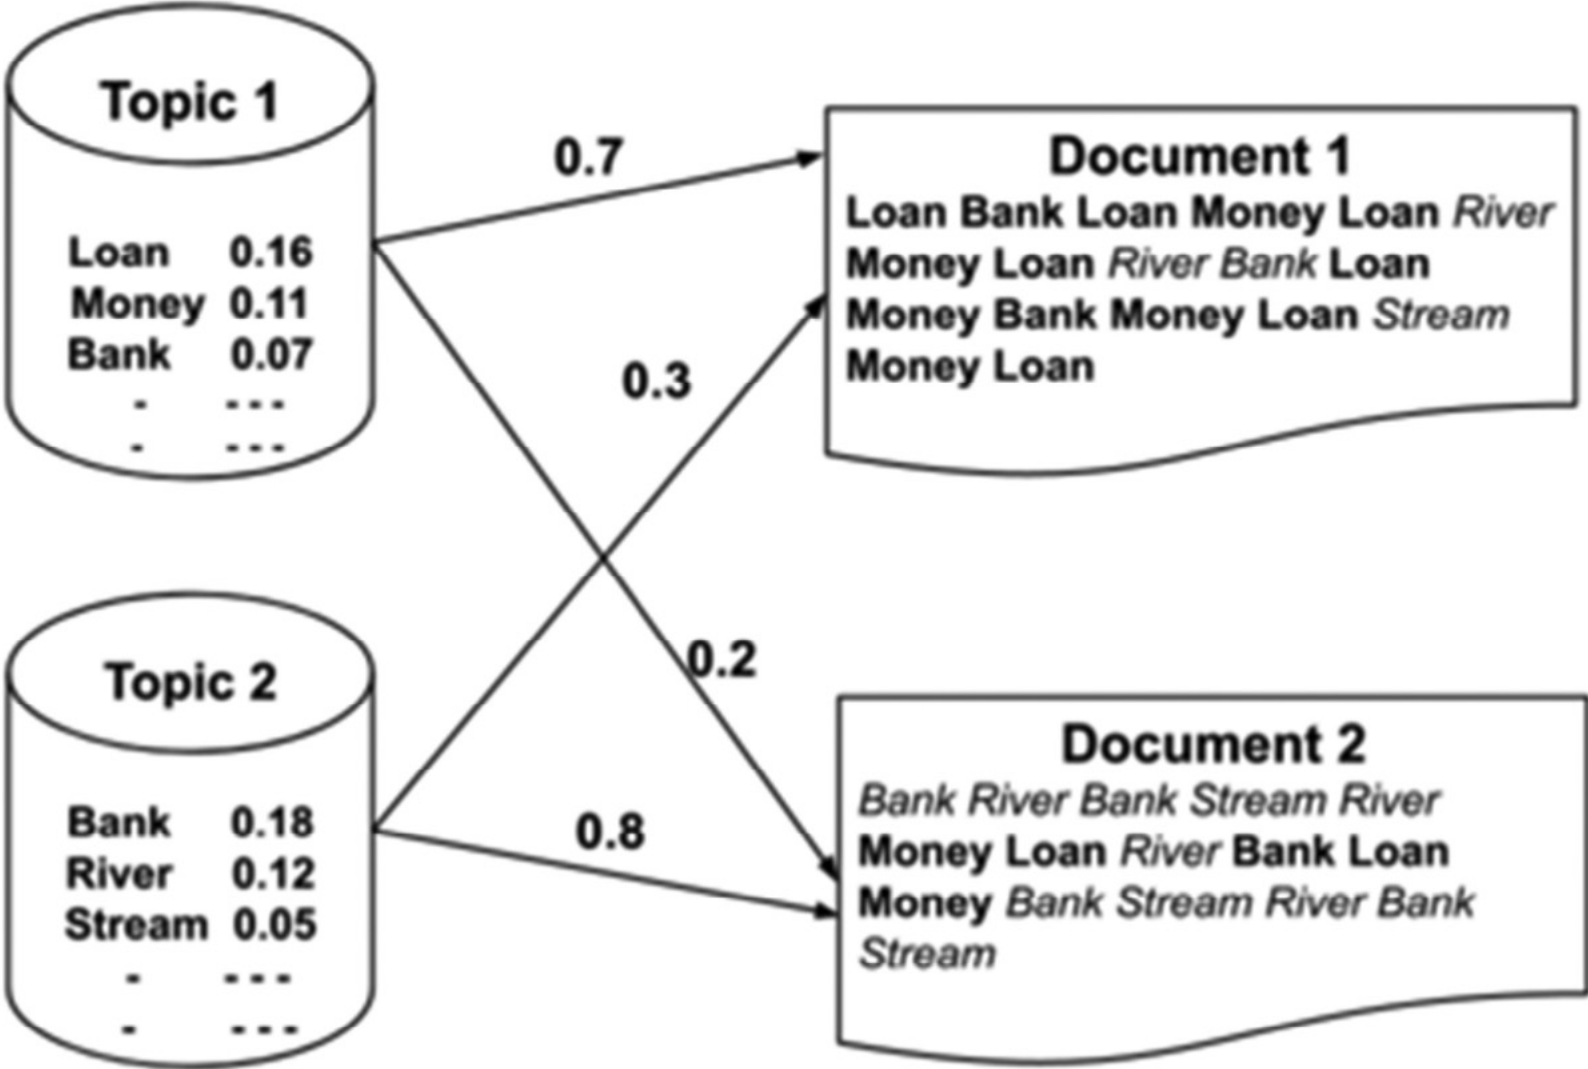 Topic 1
Loan 0.16
Money 0.11
Bank 0.07
- ---
- ---
0.7
0.3
0.2
0.8
Document 1
Loan Bank Loan Money Loan River
Money Loan River Bank Loan
Money Bank Money Loan Stream
Money Loan
Topic 2
Bank 0.18
River 0.12
Stream 0.05
- ---
- ---
Document 2
Bank River Bank Stream River
Money Loan River Bank Loan
Money Bank Stream River Bank
Stream